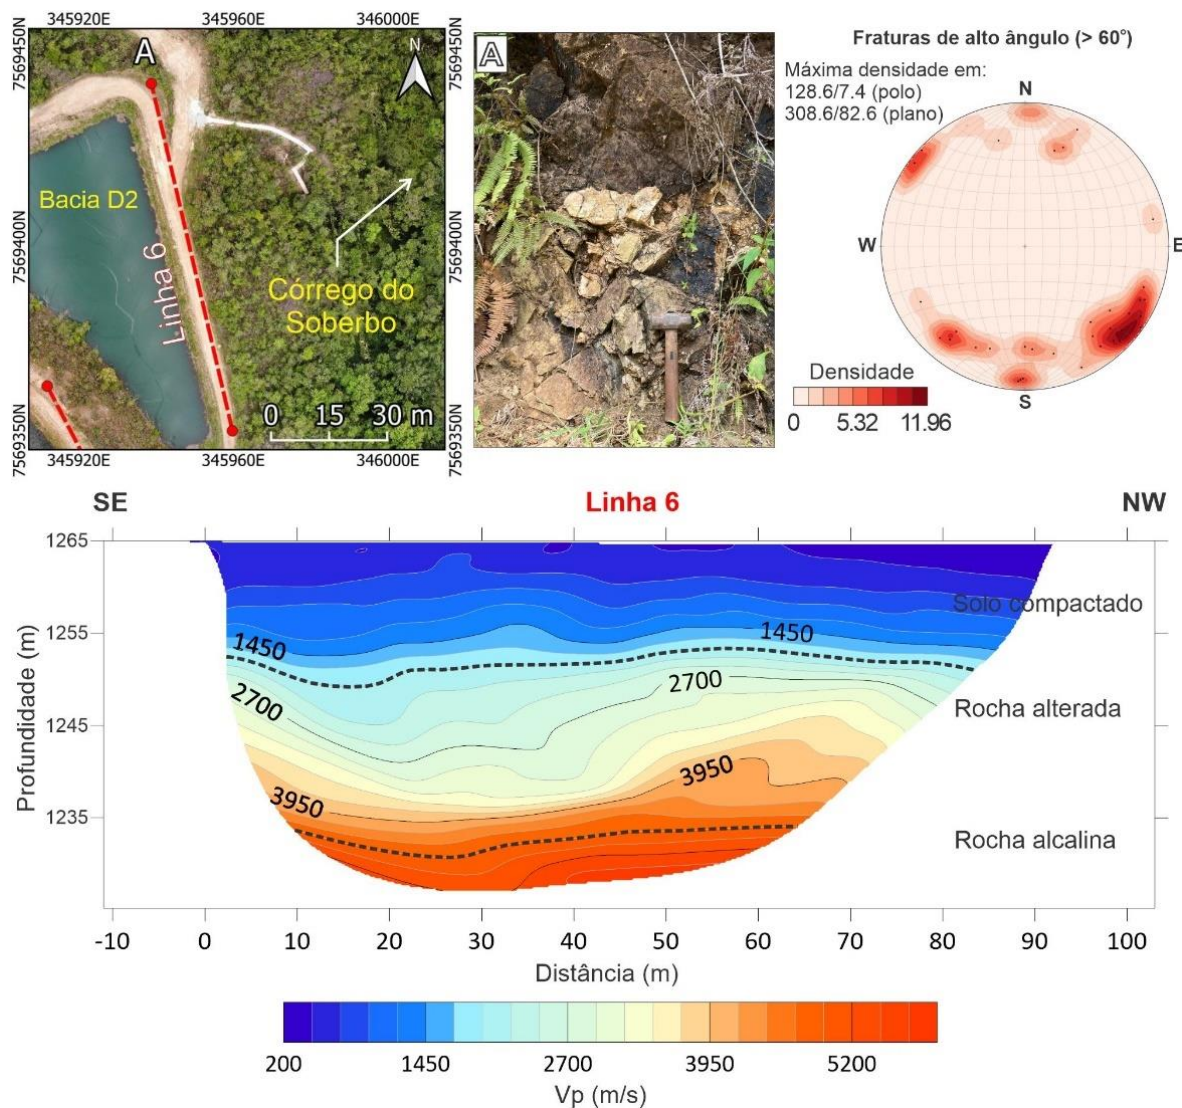 345920E 345960E 346000E
7569450N
7569400N
7569350N
A
N
Bacia D2
Linha 6
Córrego do
Soberbo
0 15 30 m
345920E 345960E 346000E
7569450N
7569400N
7569350N
A
Fraturas de alto ângulo (> 60°)
Máxima densidade em:
128.6/7.4 (polo)
308.6/82.6 (plano)
N
W
E
S
Densidade
0 5.32 11.96
SE
Linha 6
NW
Profundidade (m)
1265
1255
1245
1235
1450
1450
2700
2700
3950
3950
Solo compactado
Rocha alterada
Rocha alcalina
-10 0 10 20 30 40 50 60 70 80 90 100
Distância (m)
200 1450 2700 3950 5200
Vp (m/s)